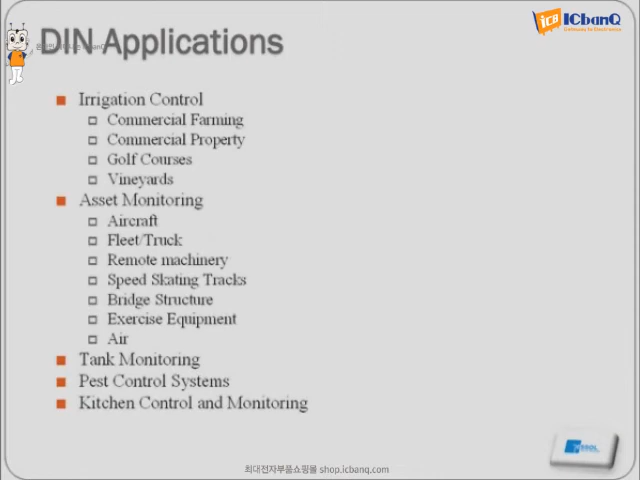 DIN Applications
icb
ICbanQ
Irrigation Control
Commercial Farming
Commercial Property
Golf Courses
Vineyards
Asset Monitoring
Aircraft
Fleet/Truck
Remote machinery
Speed Skating Tracks
Bridge Structure
Exercise Equipment
Air
Tank Monitoring
Pest Control Systems
Kitchen Control and Monitoring
최대전자부품쇼핑몰 shop.icbanq.com